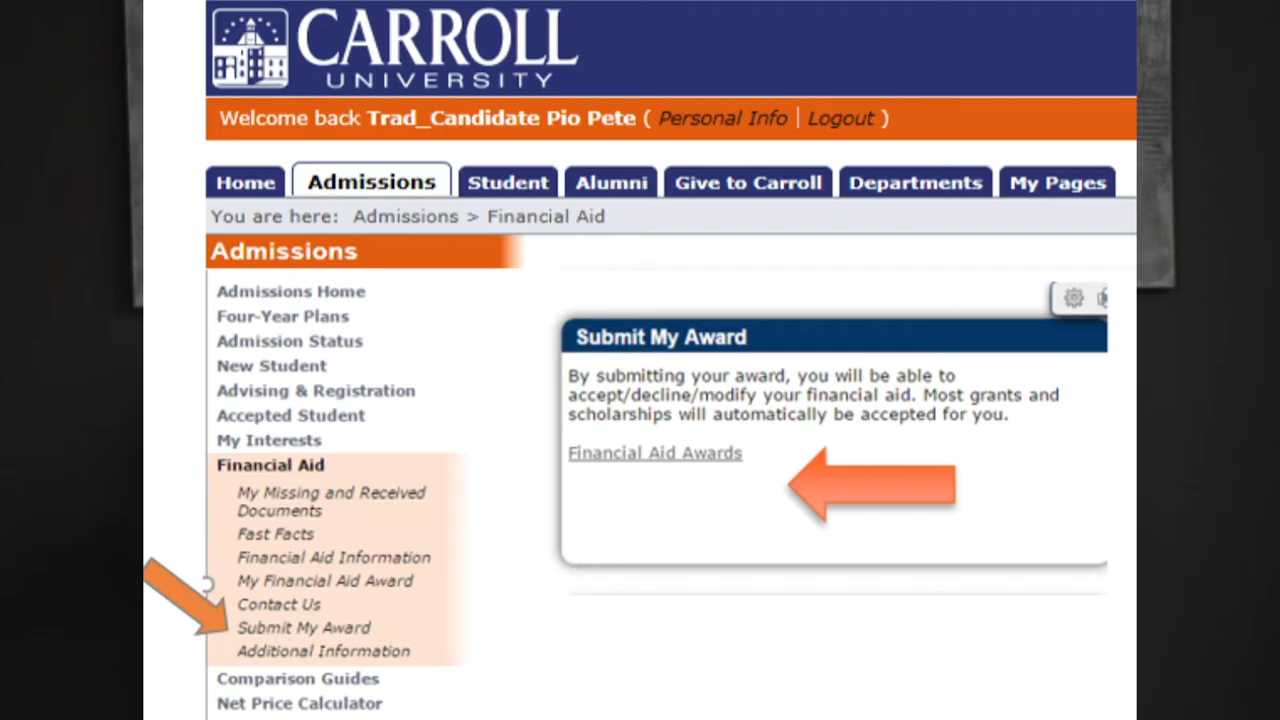 CARROLL
UNIVERSITY
Welcome back Trad_Candidate Pio Pete ( Personal Info | Logout )
Home Admissions Student Alumni Give to Carroll Departments My Pages
You are here: Admissions > Financial Aid
Admissions
Admissions Home
Four-Year Plans
Admission Status
New Student
Advising & Registration
Accepted Student
My Interests
Financial Aid
My Missing and Received
Documents
Fast Facts
Financial Aid Information
My Financial Aid Award
Contact Us
Submit My Award
Additional Information
Comparison Guides
Net Price Calculator
Submit My Award
By submitting your award, you will be able to
accept/decline/modify your financial aid. Most grants and
scholarships will automatically be accepted for you.
Financial Aid Awards